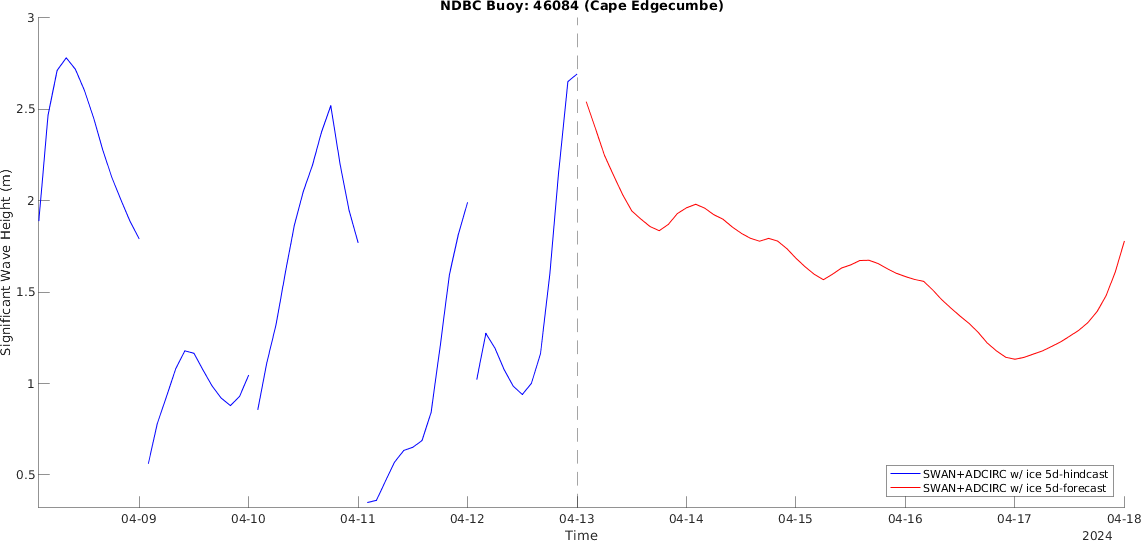 NDBC Buoy: 46084 (Cape Edgecumbe)
3
2.5
2
1.5
1
0.5
Significant Wave Height (m)
SWAN+ADCIRC w/ ice 5d-hindcast
SWAN+ADCIRC w/ ice 5d-forecast
04-09 04-10 04-11 04-12 04-13 04-14 04-15 04-16 04-17 04-18
Time
2024